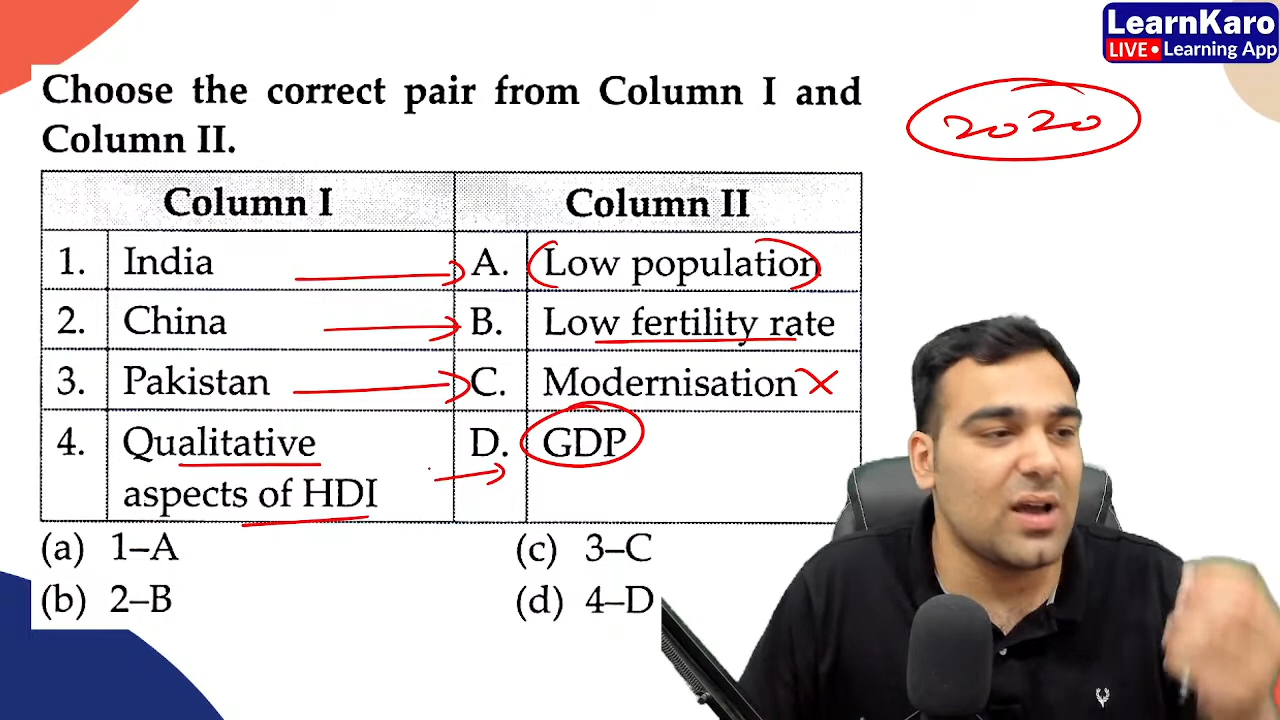 LearnKaro
LIVE • Learning App
Choose the correct pair from Column I and
Column II.
2020
Column I Column II
1. India A. Low population
2. China B. Low fertility rate
3. Pakistan C. Modernisation
4. Qualitative D. GDP
aspects of HDI
(a) 1–A (c) 3–C
(b) 2–B (d) 4–D